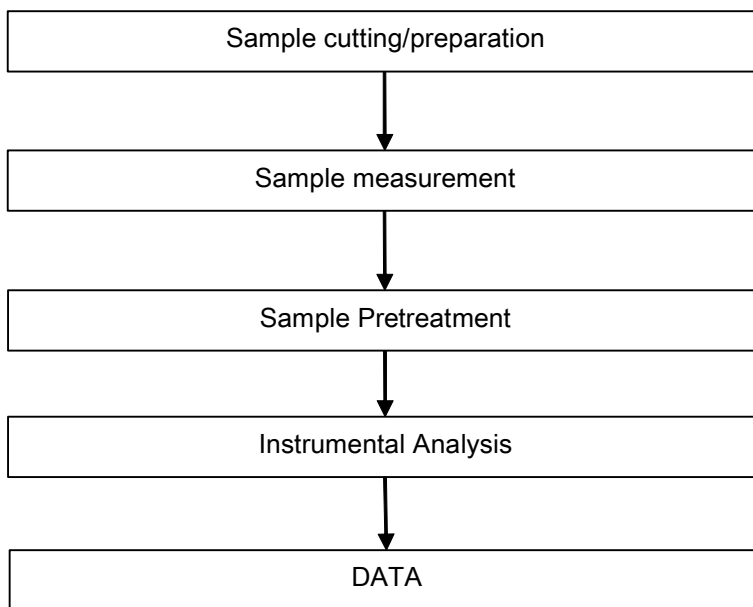 Sample cutting/preparation
Sample measurement
Sample Pretreatment
Instrumental Analysis
DATA